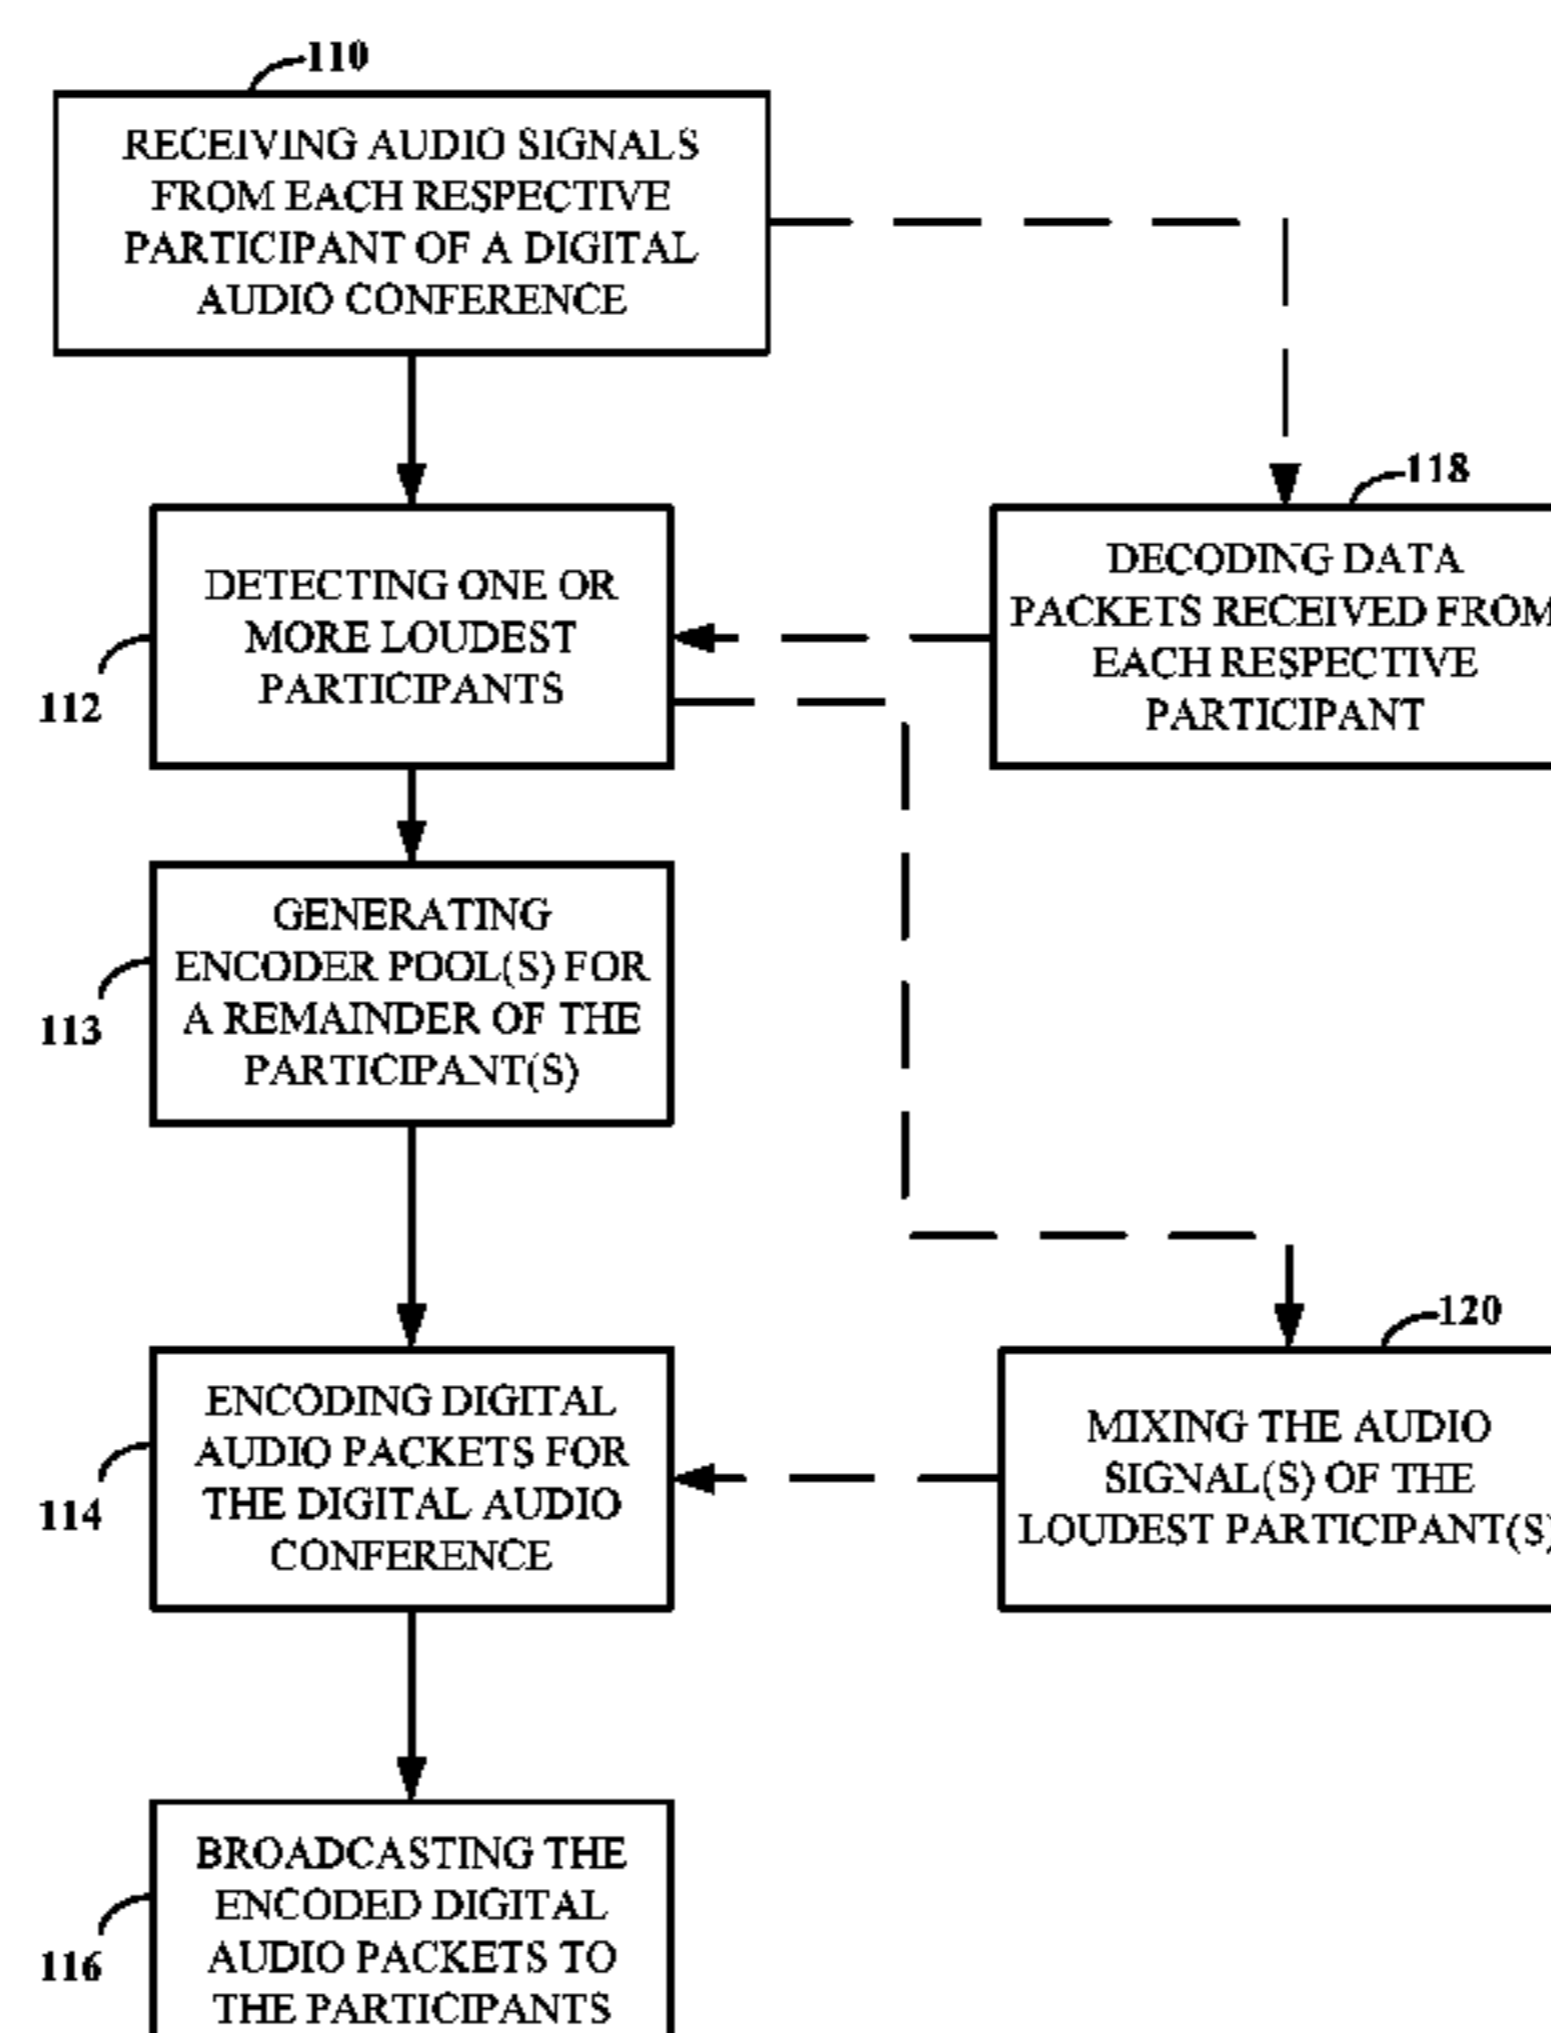 110
RECEIVING AUDIO SIGNALS
FROM EACH RESPECTIVE
PARTICIPANT OF A DIGITAL
AUDIO CONFERENCE
118
DECODING DATA
PACKETS RECEIVED FROM
EACH RESPECTIVE
PARTICIPANT
DETECTING ONE OR
MORE LOUDEST
PARTICIPANTS
112
GENERATING
ENCODER POOL(S) FOR
A REMAINDER OF THE
PARTICIPANT(S)
113
120
MIXING THE AUDIO
SIGNAL(S) OF THE
LOUDEST PARTICIPANT(S)
ENCODING DIGITAL
AUDIO PACKETS FOR
THE DIGITAL AUDIO
CONFERENCE
114
BROADCASTING THE
ENCODED DIGITAL
AUDIO PACKETS TO
THE PARTICIPANTS
116